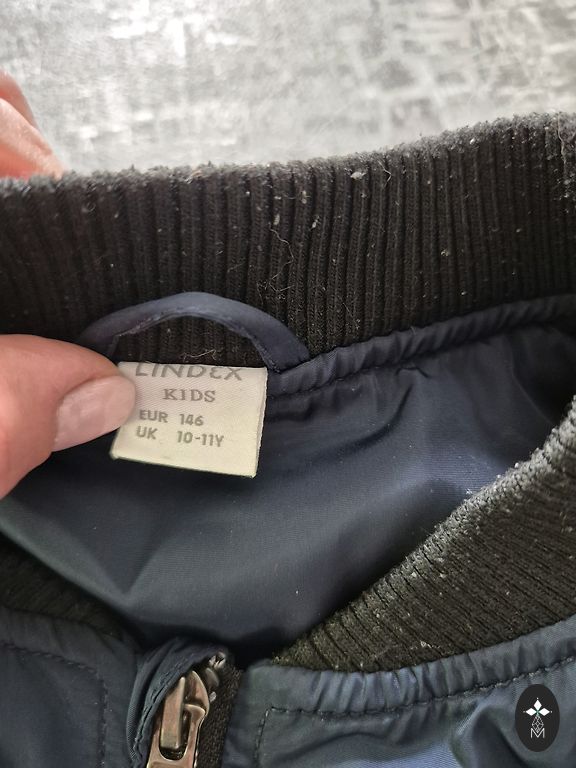 LINDEX
KIDS
EUR 146
UK 10-11Y
M